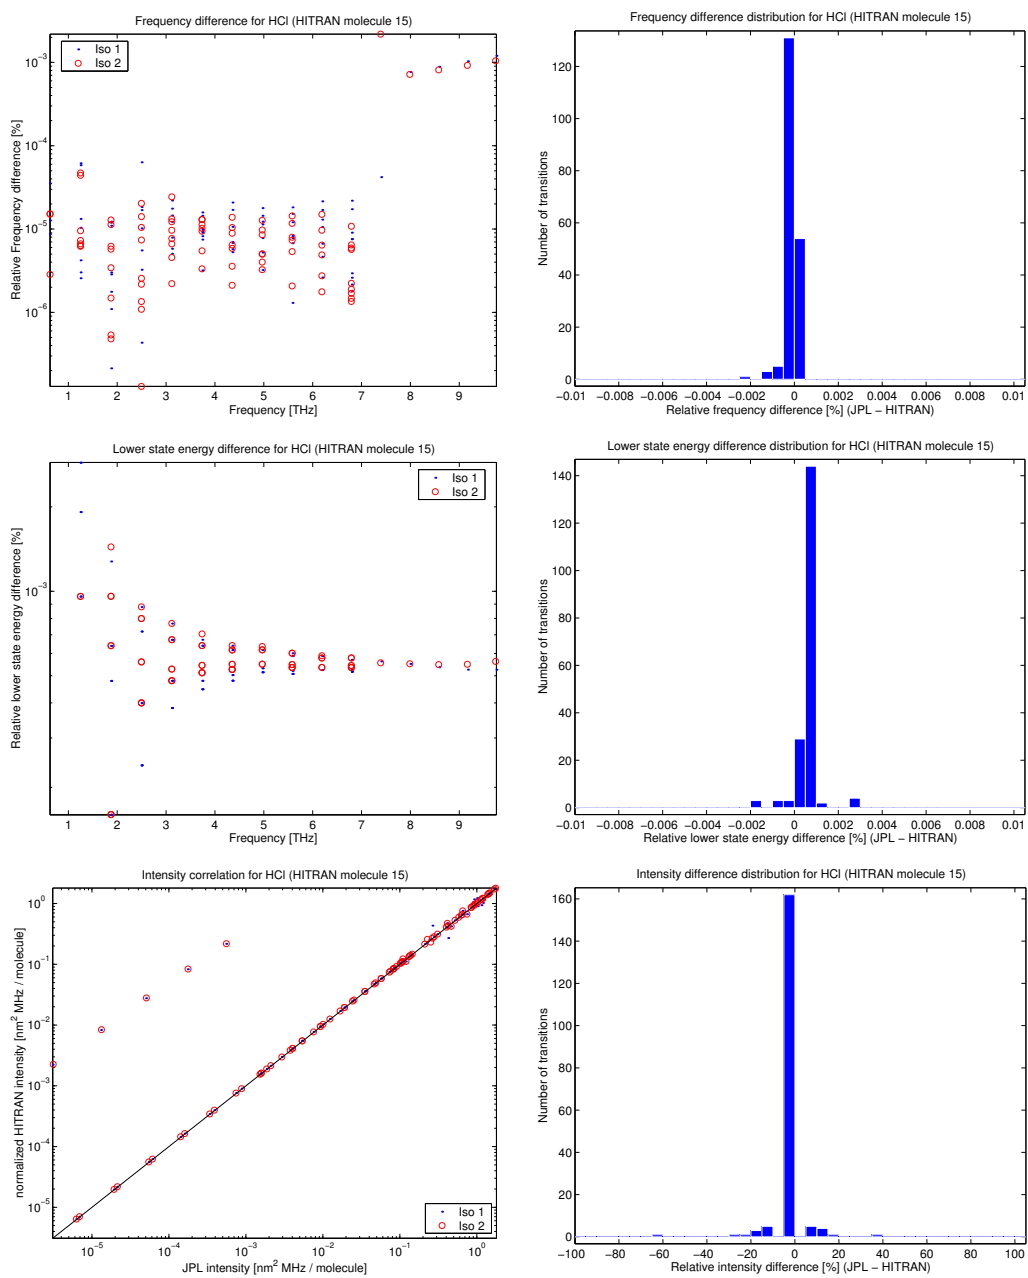 Frequency difference for HCl (HITRAN molecule 15)
Iso 1
Iso 2
10⁻³
10⁻⁴
10⁻⁵
10⁻⁶
Relative Frequency difference [%]
1 2 3 4 5 6 7 8 9
Frequency [THz]
Frequency difference distribution for HCl (HITRAN molecule 15)
120
100
80
60
40
20
0
Number of transitions
−0.01 −0.008 −0.006 −0.004 −0.002 0 0.002 0.004 0.006 0.008 0.01
Relative frequency difference [%] (JPL − HITRAN)
Lower state energy difference for HCl (HITRAN molecule 15)
Iso 1
Iso 2
10⁻³
Relative lower state energy difference [%]
1 2 3 4 5 6 7 8 9
Frequency [THz]
Lower state energy difference distribution for HCl (HITRAN molecule 15)
140
120
100
80
60
40
20
0
Number of transitions
−0.01 −0.008 −0.006 −0.004 −0.002 0 0.002 0.004 0.006 0.008 0.01
Relative lower state energy difference [%] (JPL − HITRAN)
Intensity correlation for HCl (HITRAN molecule 15)
10⁰
10⁻¹
10⁻²
10⁻³
10⁻⁴
10⁻⁵
normalized HITRAN intensity [nm² MHz / molecule]
Iso 1
Iso 2
10⁻⁵ 10⁻⁴ 10⁻³ 10⁻² 10⁻¹ 10⁰
JPL intensity [nm² MHz / molecule]
Intensity difference distribution for HCl (HITRAN molecule 15)
160
140
120
100
80
60
40
20
0
Number of transitions
−100 −80 −60 −40 −20 0 20 40 60 80 100
Relative intensity difference [%] (JPL − HITRAN)